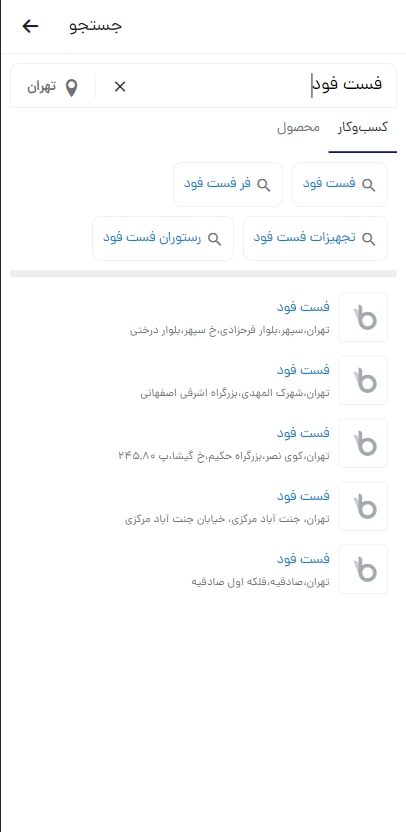 جستجو
فست فود
تهران
کسب‌وکار
محصول
فست فود
فر فست فود
تجهیزات فست فود
رستوران فست فود
فست فود
تهران،سپهر،بلوار فرحزادی،خ سپهر،بلوار درختی
فست فود
تهران،شهرک المهدی،بزرگراه اشرفی اصفهانی
فست فود
تهران،کوی نصر،بزرگراه حکیم،خ گیشا،پ ۲۴۵,۸۰
فست فود
تهران، جنت آباد مرکزی، خیابان جنت آباد مرکزی
فست فود
تهران،صادقیه،فلکه اول صادقیه